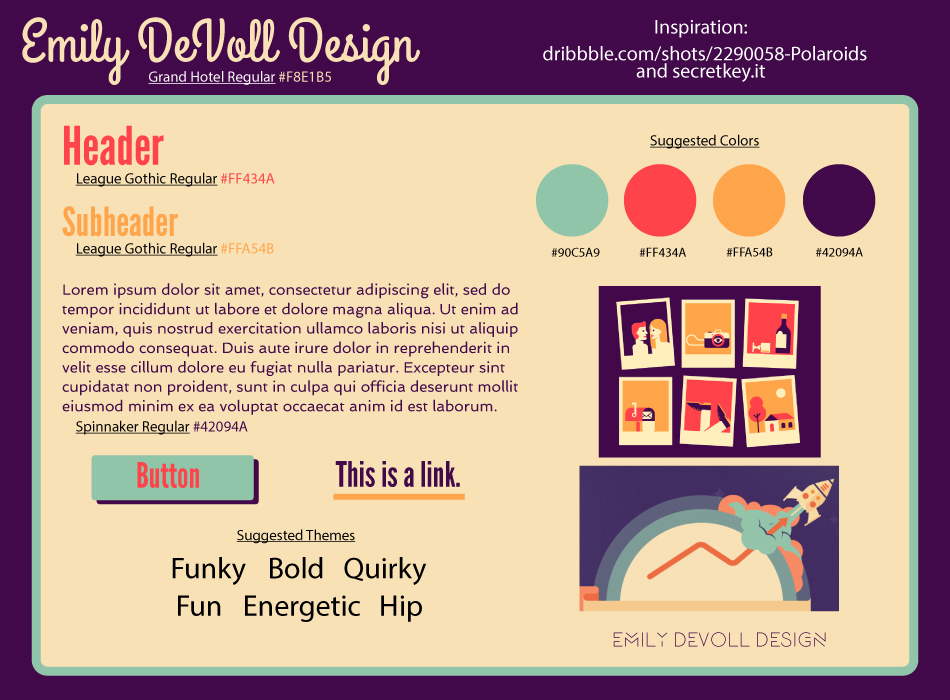 Emily DeVoll Design
Grand Hotel Regular #F8E1B5
Inspiration:
dribbble.com/shots/2290058-Polaroids
and secretkey.it
Header
League Gothic Regular #FF434A
Subheader
League Gothic Regular #FFA54B
Lorem ipsum dolor sit amet, consectetur adipiscing elit, sed do
tempor incididunt ut labore et dolore magna aliqua. Ut enim ad
veniam, quis nostrud exercitation ullamco laboris nisi ut aliquip
commodo consequat. Duis aute irure dolor in reprehenderit in
velit esse cillum dolore eu fugiat nulla pariatur. Excepteur sint
cupidatat non proident, sunt in culpa qui officia deserunt mollit
eiusmod minim ex ea voluptat occaecat anim id est laborum.
Spinnaker Regular #42094A
Button
This is a link.
Suggested Themes
Funky Bold Quirky
Fun Energetic Hip
Suggested Colors
#90C5A9 #FF434A #FFA54B #42094A
EMILY DEVOLL DESIGN